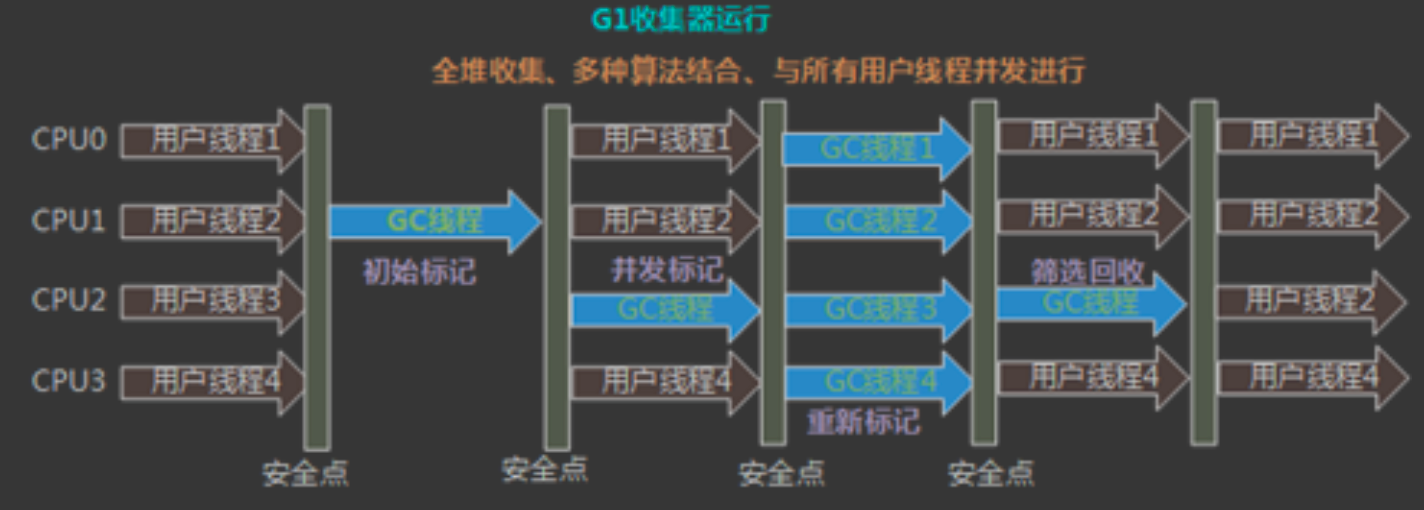 G1收集器运行
全堆收集、多种算法结合、与所有用户线程并发进行
CPU0 用户线程1 用户线程1 GC线程1 用户线程1 用户线程1
CPU1 用户线程2 GC线程 用户线程2 GC线程2 用户线程2 用户线程2
初始标记 并发标记 筛选回收
CPU2 用户线程3 GC线程 GC线程3 GC线程 用户线程2
CPU3 用户线程4 用户线程4 GC线程4 用户线程4 用户线程4
重新标记
安全点 安全点 安全点 安全点